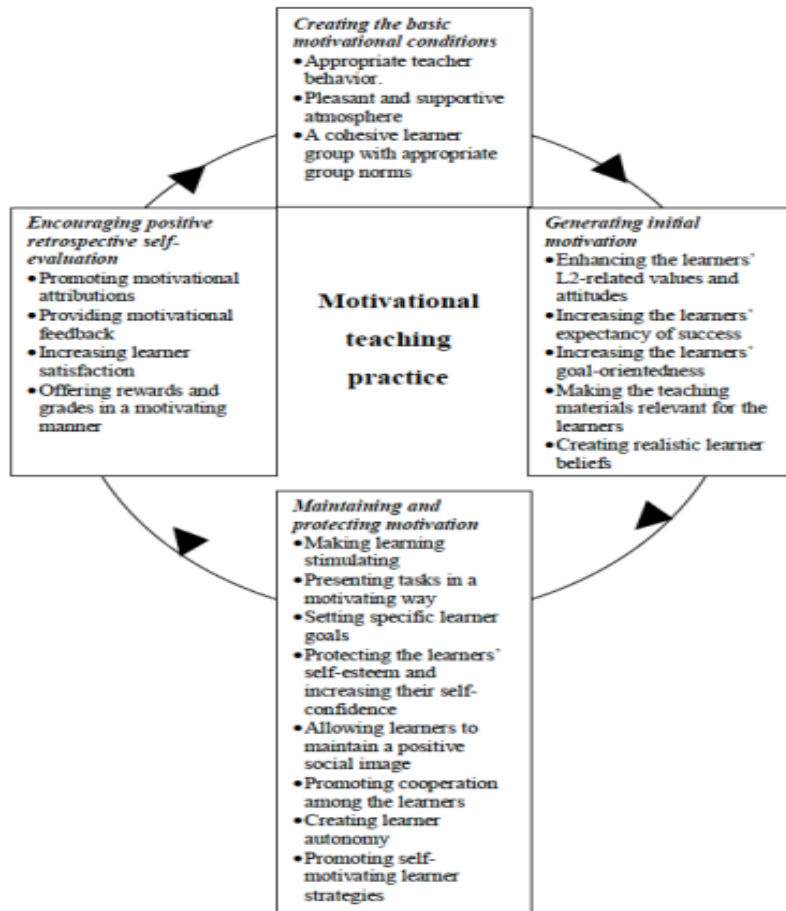 Creating the basic
motivational conditions
•Appropriate teacher
behavior.
•Pleasant and supportive
atmosphere
•A cohesive learner
group with appropriate
group norms
Encouraging positive
retrospective self-
evaluation
•Promoting motivational
attributions
•Providing motivational
feedback
•Increasing learner
satisfaction
•Offering rewards and
grades in a motivating
manner
Motivational
teaching
practice
Generating initial
motivation
•Enhancing the learners’
L2-related values and
attitudes
•Increasing the learners’
expectancy of success
•Increasing the learners’
goal-orientedness
•Making the teaching
materials relevant for the
learners
•Creating realistic learner
beliefs
Maintaining and
protecting motivation
•Making learning
stimulating
•Presenting tasks in a
motivating way
•Setting specific learner
goals
•Protecting the learners’
self-esteem and
increasing their self-
confidence
•Allowing learners to
maintain a positive
social image
•Promoting cooperation
among the learners
•Creating learner
autonomy
•Promoting self-
motivating learner
strategies